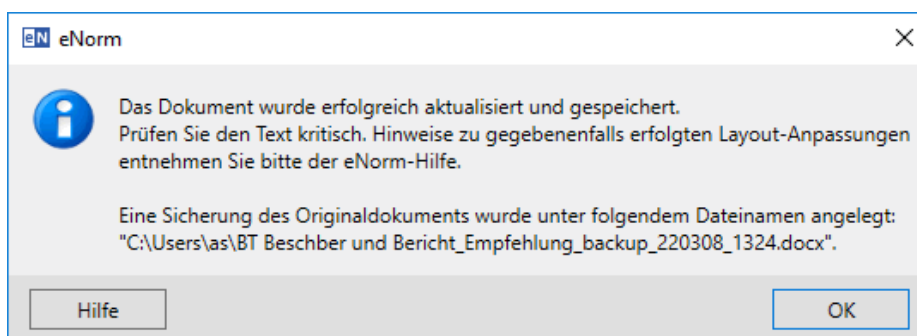 eN eNorm
Das Dokument wurde erfolgreich aktualisiert und gespeichert.
Prüfen Sie den Text kritisch. Hinweise zu gegebenenfalls erfolgten Layout-Anpassungen
entnehmen Sie bitte der eNorm-Hilfe.
Eine Sicherung des Originaldokuments wurde unter folgendem Dateinamen angelegt:
"C:\Users\as\BT Beschber und Bericht_Empfehlung_backup_220308_1324.docx".
Hilfe OK